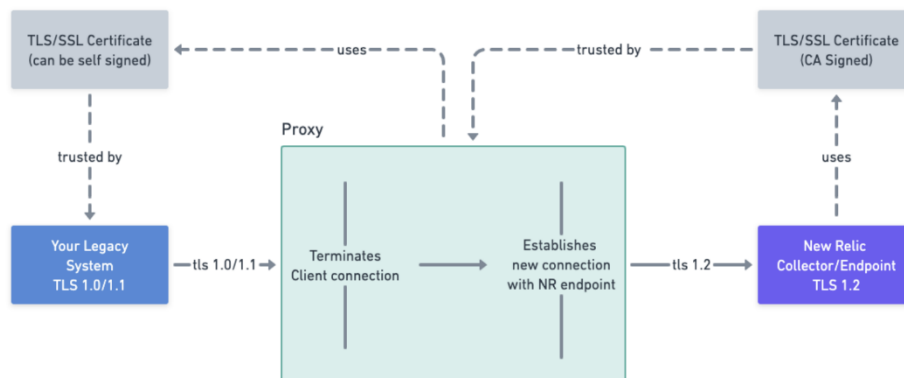 TLS/SSL Certificate
(can be self signed)
uses
trusted by
TLS/SSL Certificate
(CA Signed)
Proxy
trusted by
uses
Your Legacy
System
TLS 1.0/1.1
tls 1.0/1.1
Terminates
Client connection
Establishes
new connection
with NR endpoint
tls 1.2
New Relic
Collector/Endpoint
TLS 1.2